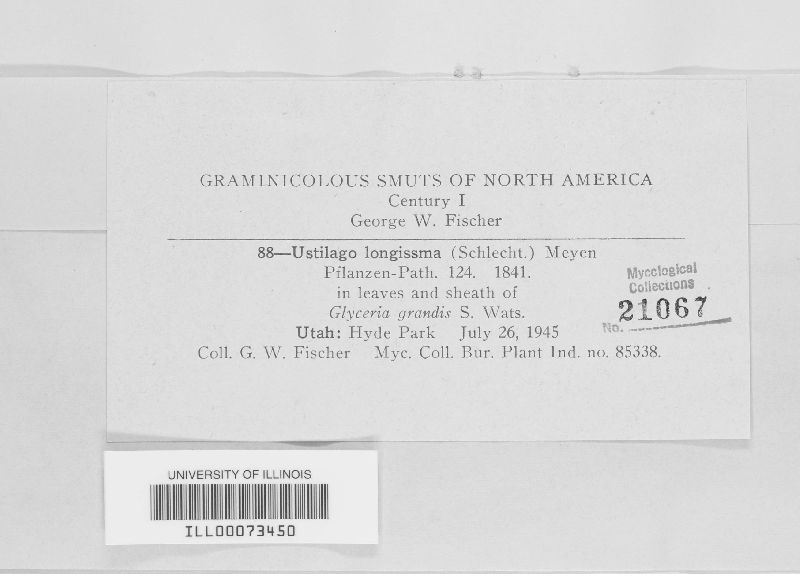 GRAMINICOLOUS SMUTS OF NORTH AMERICA
Century I
George W. Fischer
88—Ustilago longissma (Schlecht.) Meyen
Pflanzen-Path. 124. 1841.
in leaves and sheath of
Glyceria grandis S. Wats.
Utah: Hyde Park July 26, 1945
Coll. G. W. Fischer Myc. Coll. Bur. Plant Ind. no. 85338.
Mycological
Collections
21067
No.
UNIVERSITY OF ILLINOIS
ILL00073450